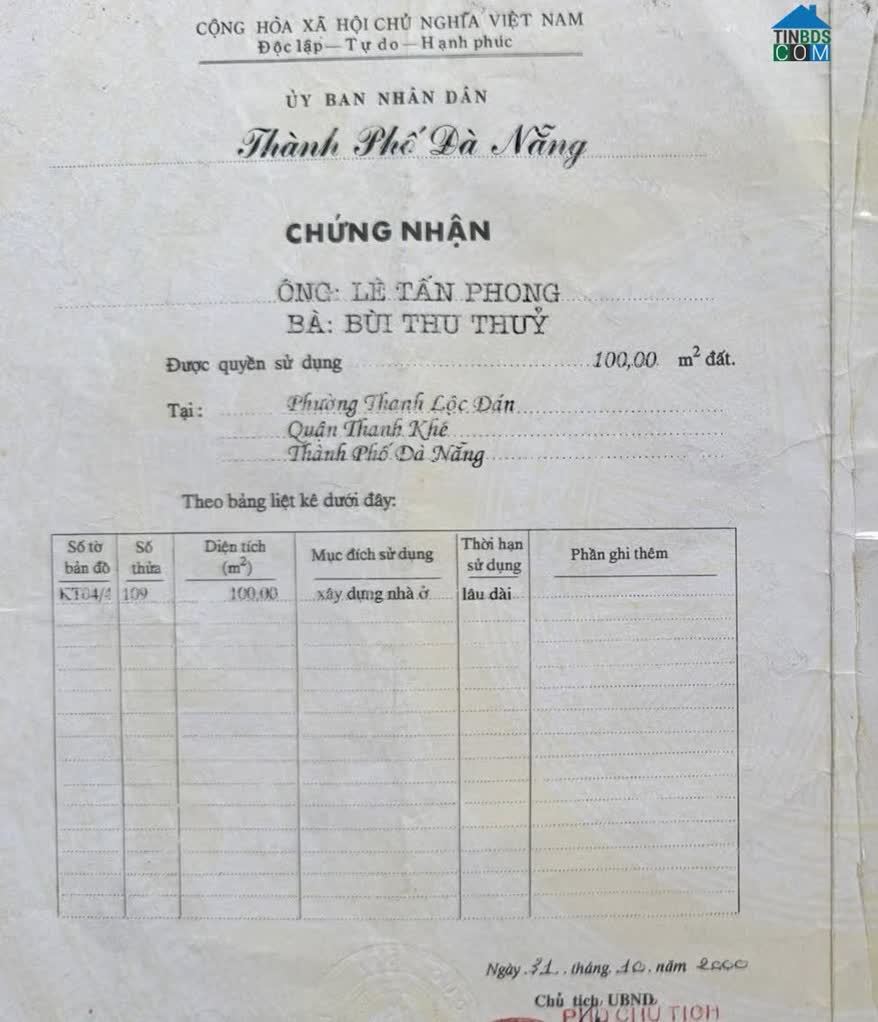 CỘNG HÒA XÃ HỘI CHỦ NGHĨA VIỆT NAM
Độc lập — Tự do — Hạnh phúc
TINBDS
COM
ỦY BAN NHÂN DÂN
Thành Phố Đà Nẵng
CHỨNG NHẬN
ÔNG: LÊ TẤN PHONG
BÀ: BÙI THU THUỶ
Được quyền sử dụng 100,00 m² đất.
Tại: Phường Thanh Lộc Đán
Quận Thanh Khê
Thành Phố Đà Nẵng
Theo bảng liệt kê dưới đây:
Số tờ bản đồ Số thửa Diện tích (m²) Mục đích sử dụng Thời hạn sử dụng Phần ghi thêm
KT04/4 109 100,00 xây dựng nhà ở lâu dài
Ngày 31 tháng 10 năm 2000
Chủ tịch UBND
PHÓ CHỦ TỊCH